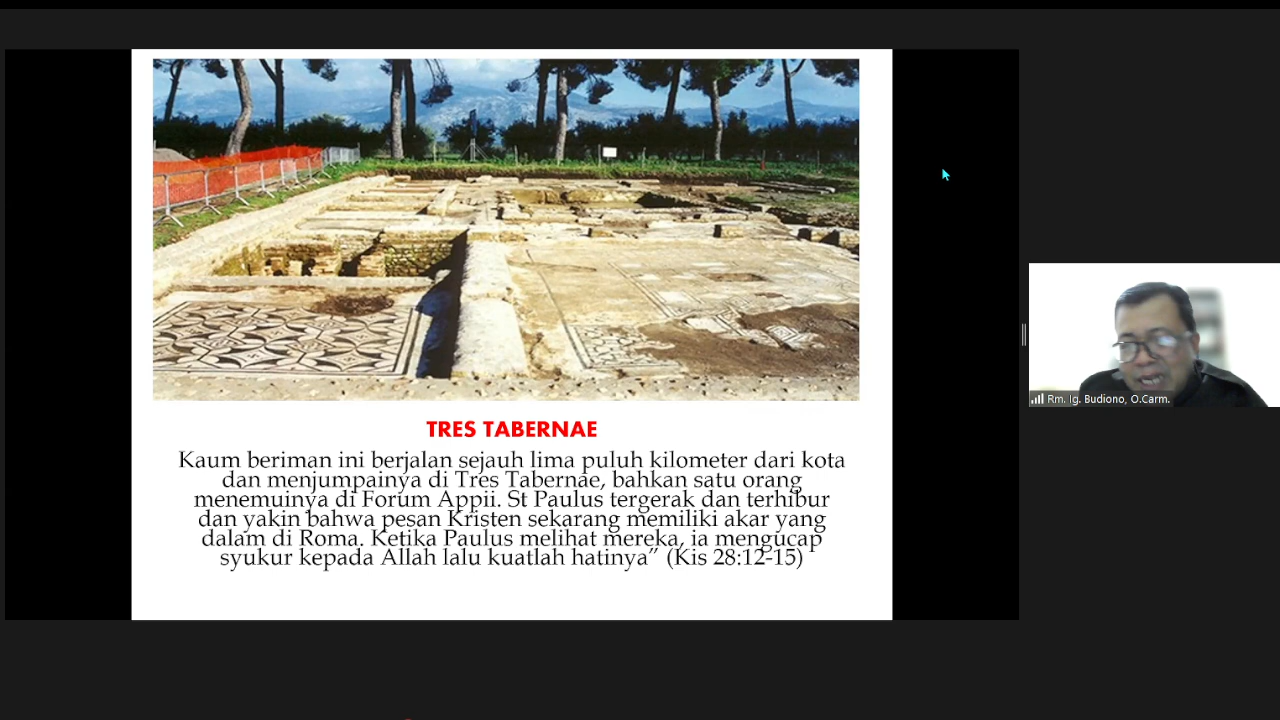 TRES TABERNAE
Kaum beriman ini berjalan sejauh lima puluh kilometer dari kota
dan menjumpainya di Tres Tabernae, bahkan satu orang
menemuinya di Forum Appii. St Paulus tergerak dan terhibur
dan yakin bahwa pesan Kristen sekarang memiliki akar yang
dalam di Roma. Ketika Paulus melihat mereka, ia mengucap
syukur kepada Allah lalu kuatlah hatinya” (Kis 28:12-15)
Rm. Ig. Budiono, O.Carm.